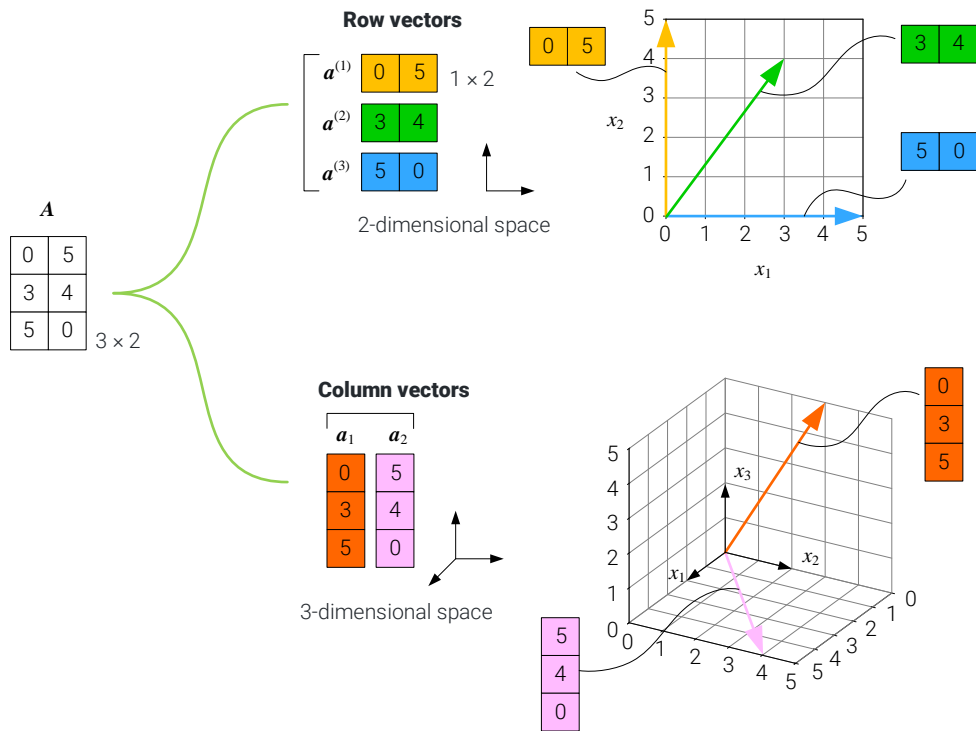 Row vectors
a(1) 0 5 1 × 2
a(2) 3 4
a(3) 5 0
2-dimensional space
0 5
3 4
5 0
5
4
3
2
1
0
x2
0 1 2 3 4 5
x1
A
0 5
3 4
5 0
3 × 2
Column vectors
a1 a2
0 5
3 4
5 0
3-dimensional space
0
3
5
5
4
0
5
4
3
2
1
0
x3
x2
x1
0 1 2 3 4 5
5 4 3 2 1 0